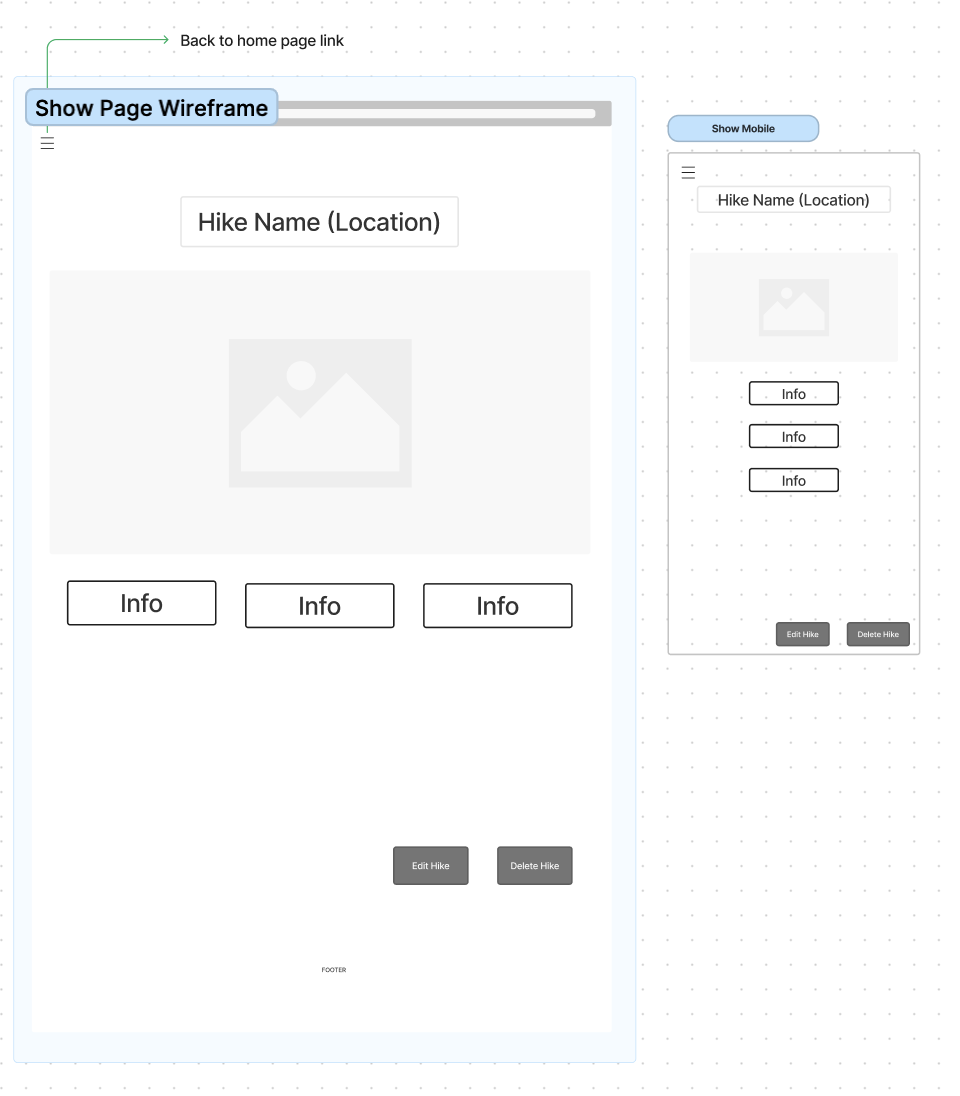 Back to home page link
Show Page Wireframe
Hike Name (Location)
Info
Info
Info
Edit Hike
Delete Hike
FOOTER
Show Mobile
Hike Name (Location)
Info
Info
Info
Edit Hike
Delete Hike